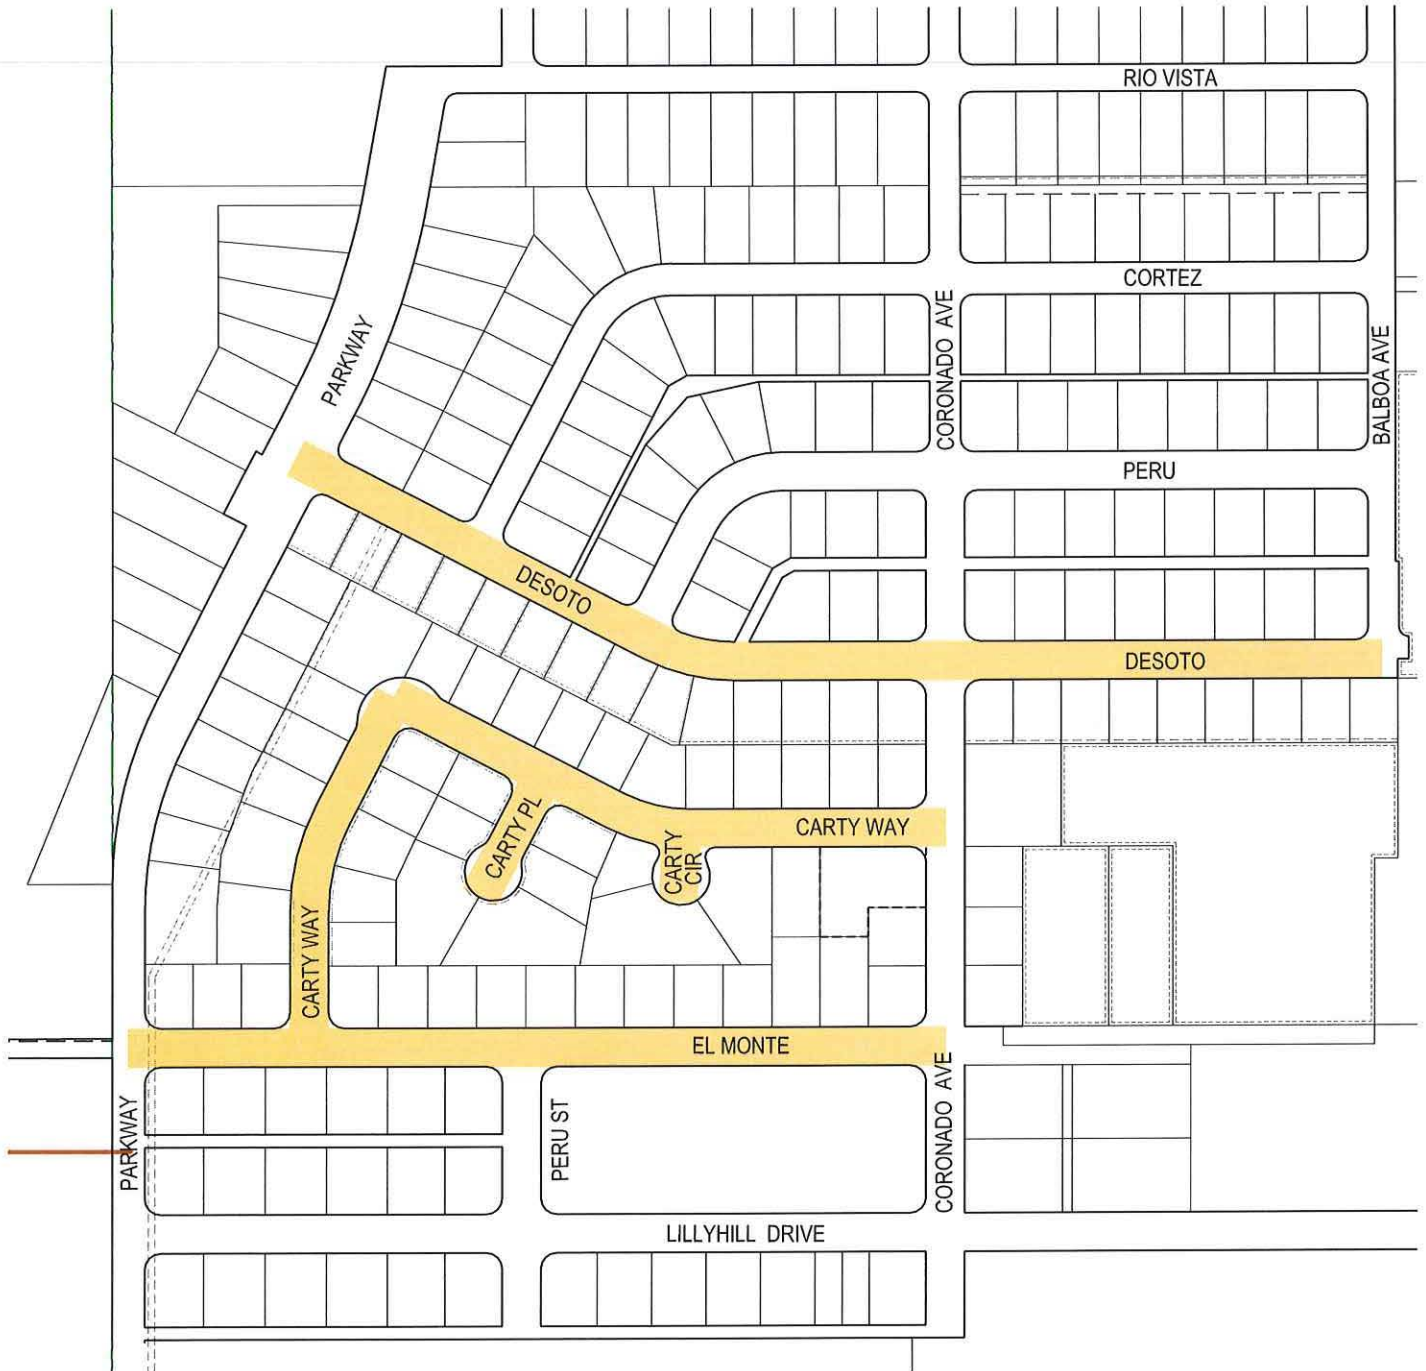 RIO VISTA
CORTEZ
CORONADO AVE
PARKWAY
BALBOA AVE
PERU
DESOTO
DESOTO
CARTY WAY
CARTY PL
CARTY
CIR
CARTY WAY
EL MONTE
PARKWAY
PERU ST
CORONADO AVE
LILLYHILL DRIVE